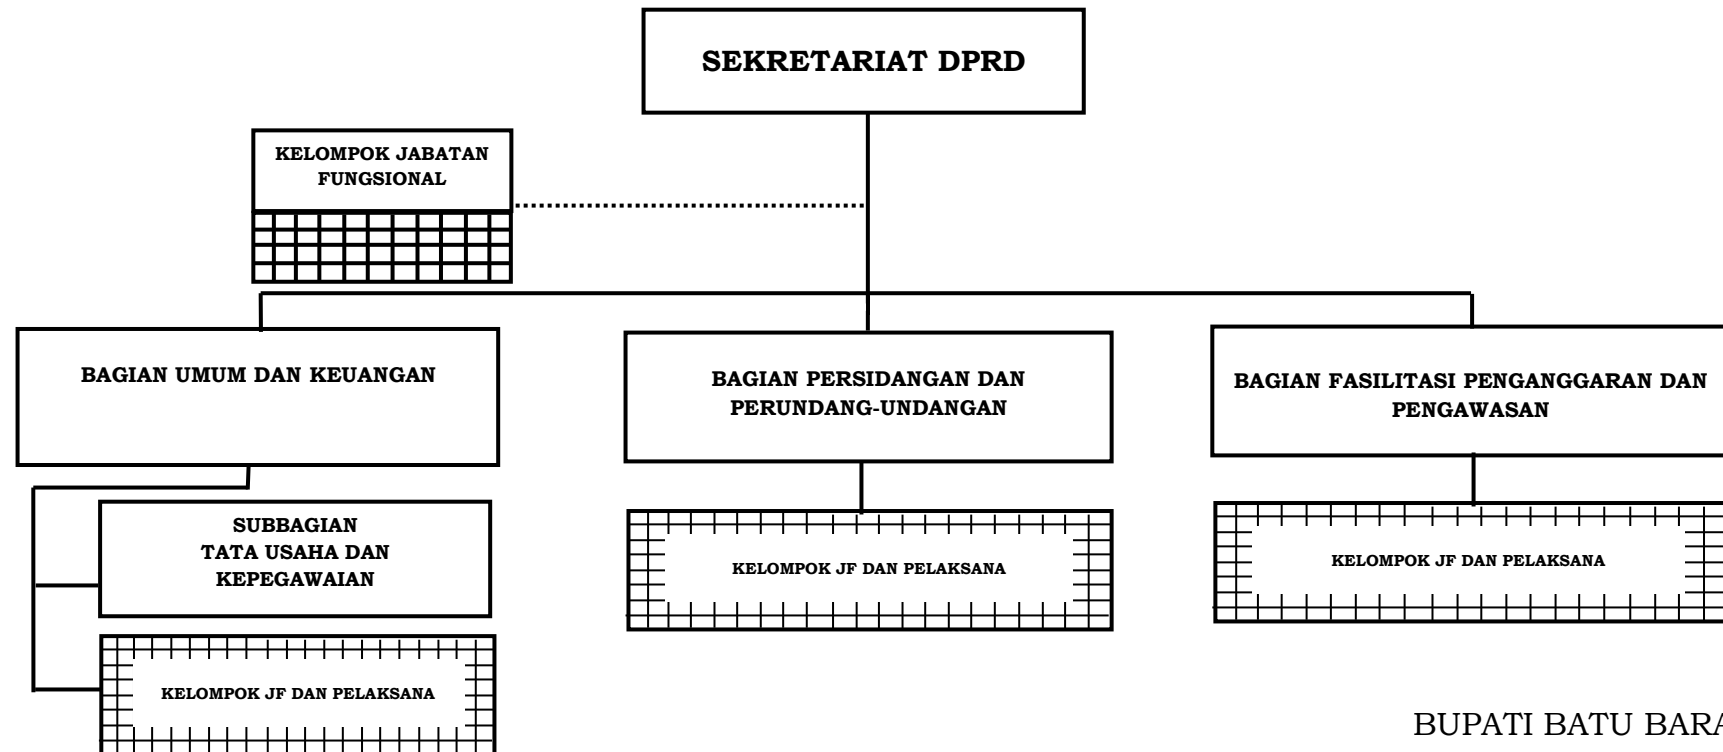 SEKRETARIAT DPRD
KELOMPOK JABATAN
FUNGSIONAL
BAGIAN UMUM DAN KEUANGAN
BAGIAN PERSIDANGAN DAN
PERUNDANG-UNDANGAN
BAGIAN FASILITASI PENGANGGARAN DAN
PENGAWASAN
SUBBAGIAN
TATA USAHA DAN
KEPEGAWAIAN
KELOMPOK JF DAN PELAKSANA
KELOMPOK JF DAN PELAKSANA
KELOMPOK JF DAN PELAKSANA
BUPATI BATU BARA